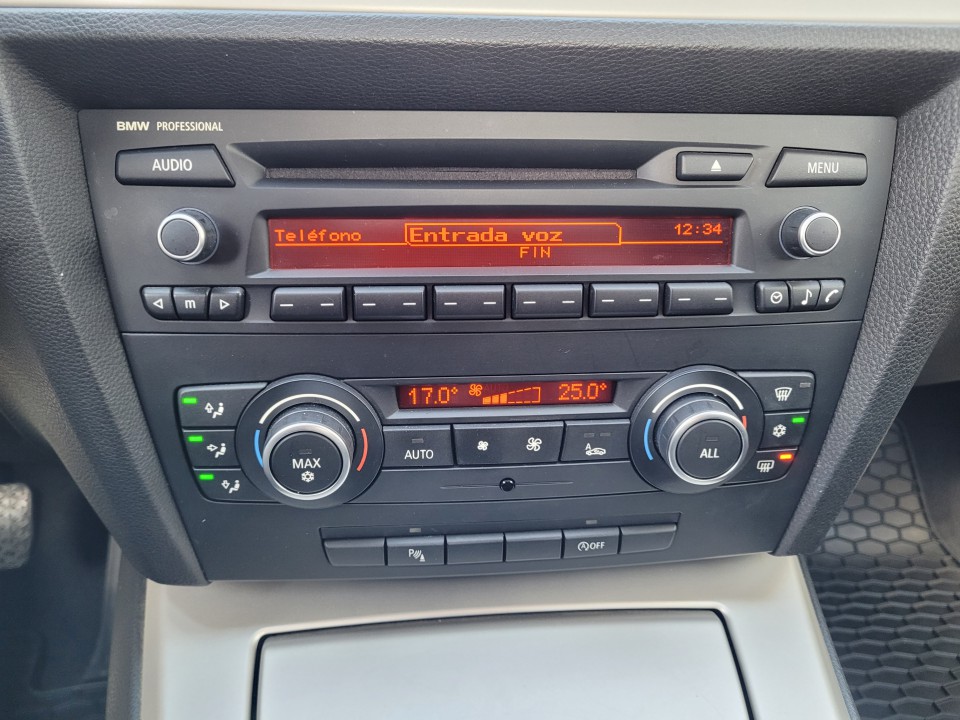 BMW PROFESSIONAL
AUDIO
MENU
Teléfono Entrada voz 12:34
FIN
m
17.0° 25.0°
AUTO
A
MAX
ALL
P
A OFF